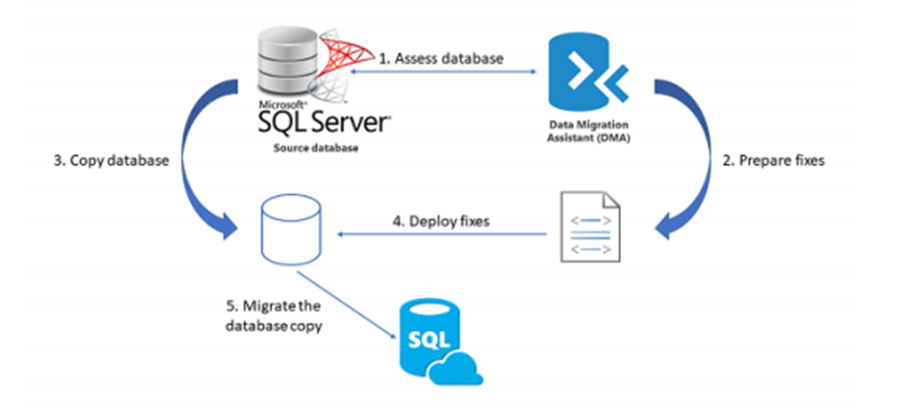 1. Assess database
Microsoft®
SQL Server®
Source database
Data Migration
Assistant (DMA)
3. Copy database
2. Prepare fixes
4. Deploy fixes
5. Migrate the
database copy
SQL